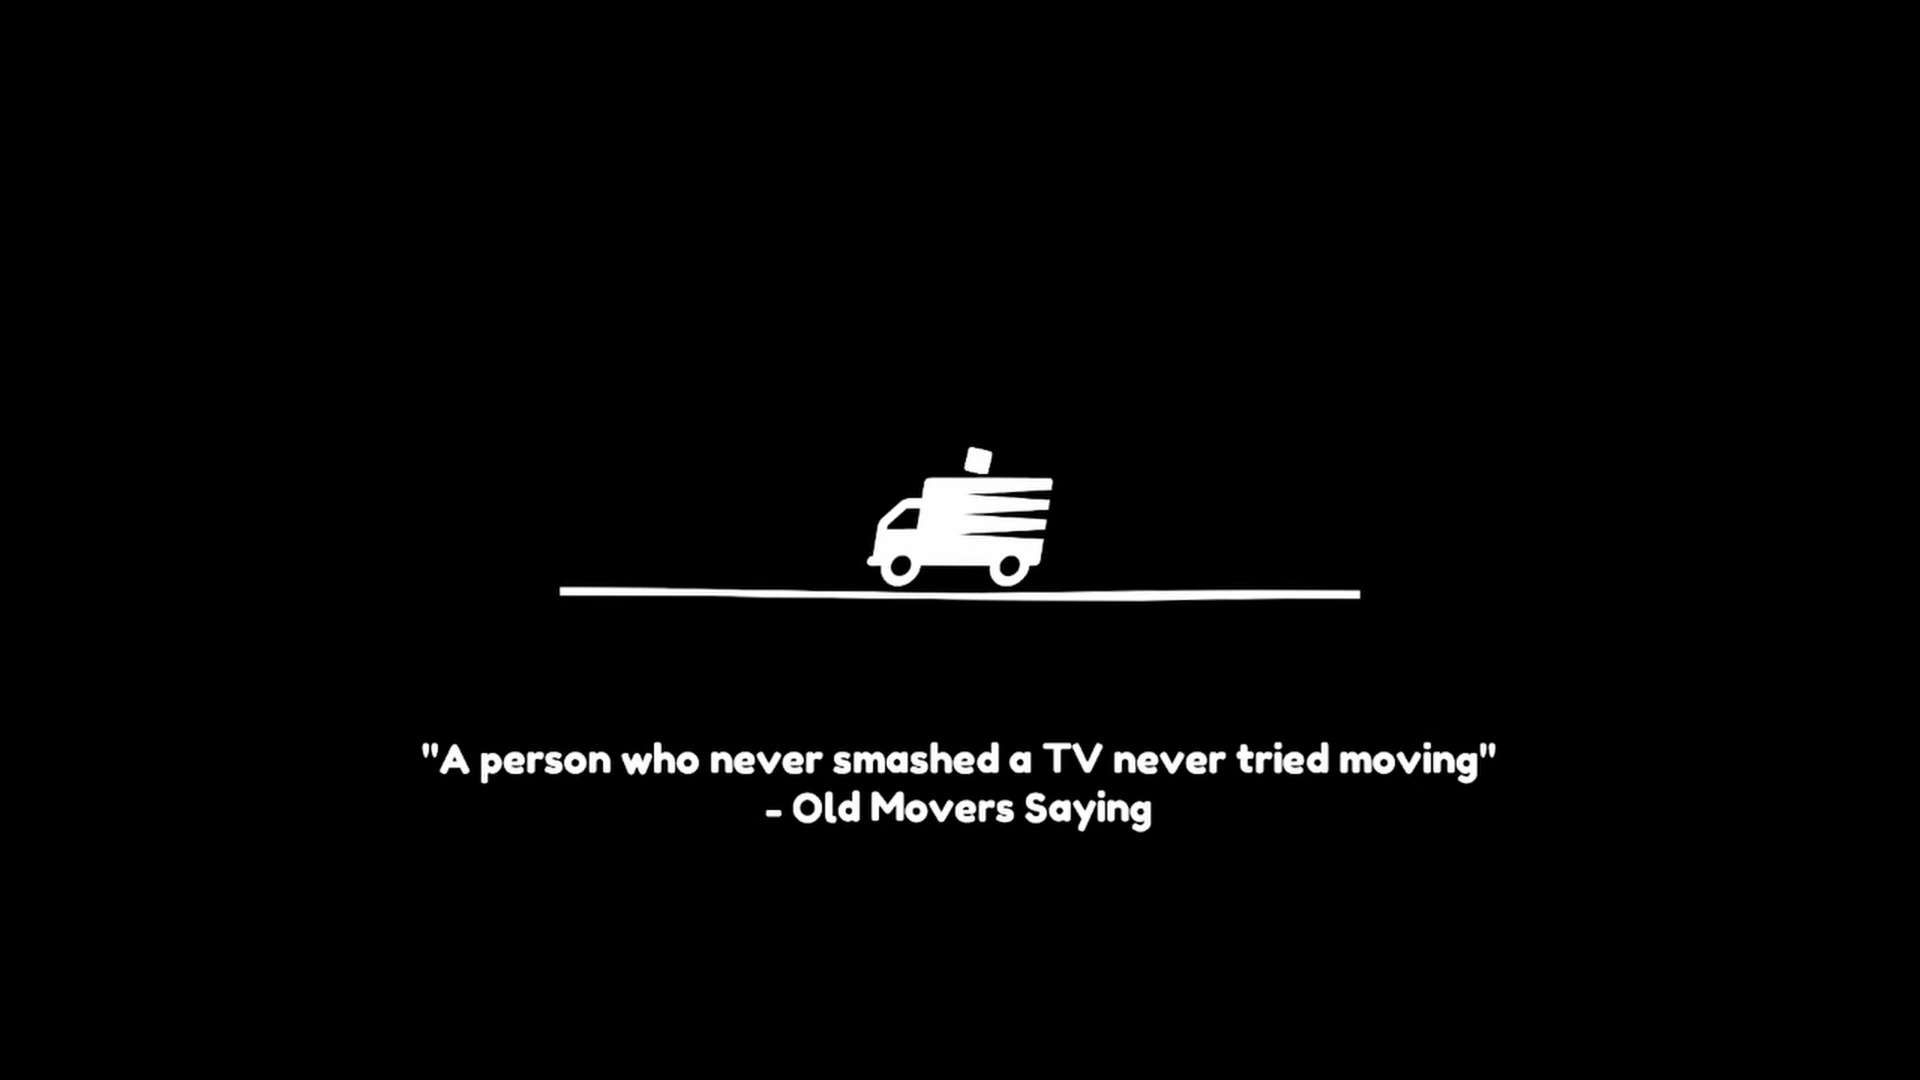 "A person who never smashed a TV never tried moving"
- Old Movers Saying